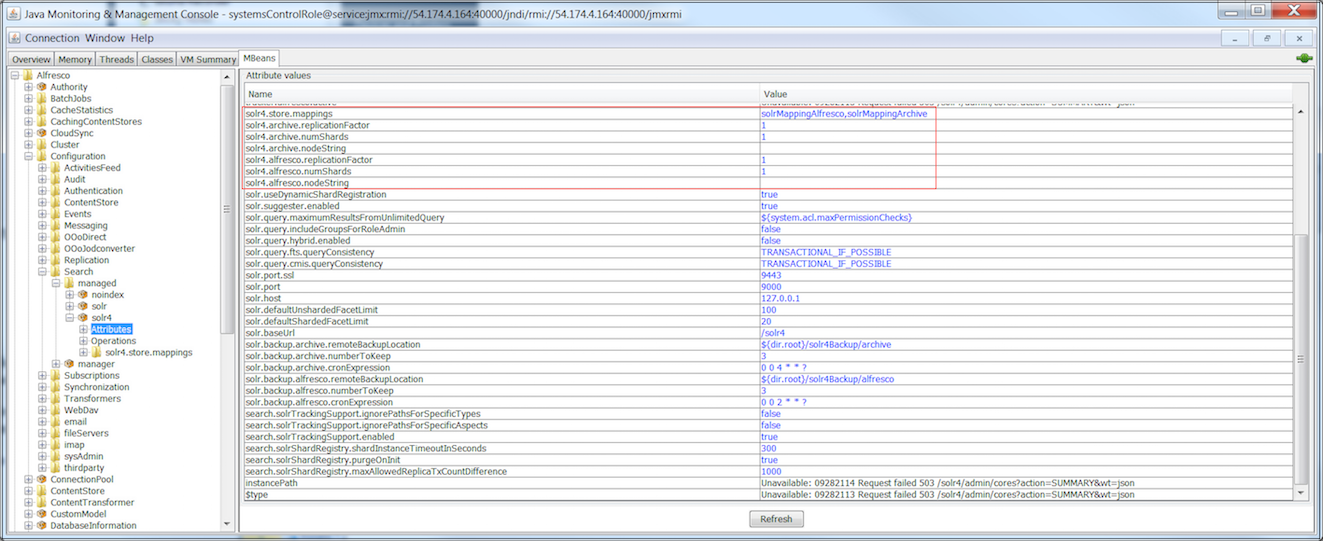 Java Monitoring & Management Console - systemsControlRole@service:jmx:rmi://54.174.4.164:40000/jndi/rmi://54.174.4.164:40000/jmxrmi
Connection Window Help
Overview Memory Threads Classes VM Summary MBeans
Alfresco
Authority
BatchJobs
CacheStatistics
CachingContentStores
CloudSync
Cluster
Configuration
ActivitiesFeed
Audit
Authentication
ContentStore
Events
Messaging
OOoDirect
OOoJodconverter
Replication
Search
managed
noindex
solr
solr4
Attributes
Operations
solr4.store.mappings
manager
Subscriptions
Synchronization
Transformers
WebDav
email
fileServers
imap
sysAdmin
thirdparty
ConnectionPool
ContentStore
ContentTransformer
CustomModel
DatabaseInformation
Attribute values
Name Value
solr4.store.mappings solrMappingAlfresco,solrMappingArchive
solr4.archive.replicationFactor 1
solr4.archive.numShards 1
solr4.archive.nodeString
solr4.alfresco.replicationFactor 1
solr4.alfresco.numShards 1
solr4.alfresco.nodeString
solr.useDynamicShardRegistration true
solr.suggester.enabled true
solr.query.maximumResultsFromUnlimitedQuery ${system.acl.maxPermissionChecks}
solr.query.includeGroupsForRoleAdmin false
solr.query.hybrid.enabled false
solr.query.fts.queryConsistency TRANSACTIONAL_IF_POSSIBLE
solr.query.cmis.queryConsistency TRANSACTIONAL_IF_POSSIBLE
solr.port.ssl 9443
solr.port 9000
solr.host 127.0.0.1
solr.defaultUnshardedFacetLimit 100
solr.defaultShardedFacetLimit 20
solr.baseUrl /solr4
solr.backup.archive.remoteBackupLocation ${dir.root}/solr4Backup/archive
solr.backup.archive.numberToKeep 3
solr.backup.archive.cronExpression 0 0 4 * * ?
solr.backup.alfresco.remoteBackupLocation ${dir.root}/solr4Backup/alfresco
solr.backup.alfresco.numberToKeep 3
solr.backup.alfresco.cronExpression 0 0 2 * * ?
search.solrTrackingSupport.ignorePathsForSpecificTypes false
search.solrTrackingSupport.ignorePathsForSpecificAspects false
search.solrTrackingSupport.enabled true
search.solrShardRegistry.shardInstanceTimeoutInSeconds 300
search.solrShardRegistry.purgeOnInit true
search.solrShardRegistry.maxAllowedReplicaTxCountDifference 1000
instancePath Unavailable: 09282114 Request failed 503 /solr4/admin/cores?action=SUMMARY&wt=json
$type Unavailable: 09282113 Request failed 503 /solr4/admin/cores?action=SUMMARY&wt=json
Refresh